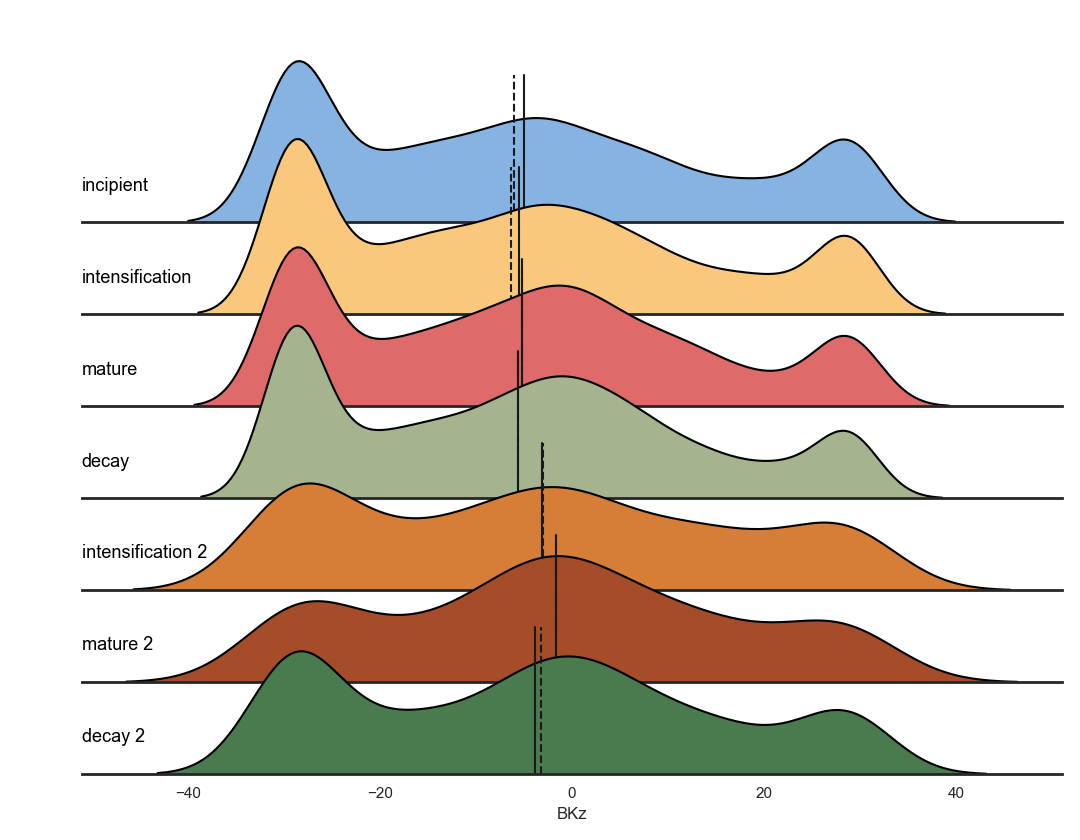 incipient
intensification
mature
decay
intensification 2
mature 2
decay 2
−40 −20 0 20 40
BKz